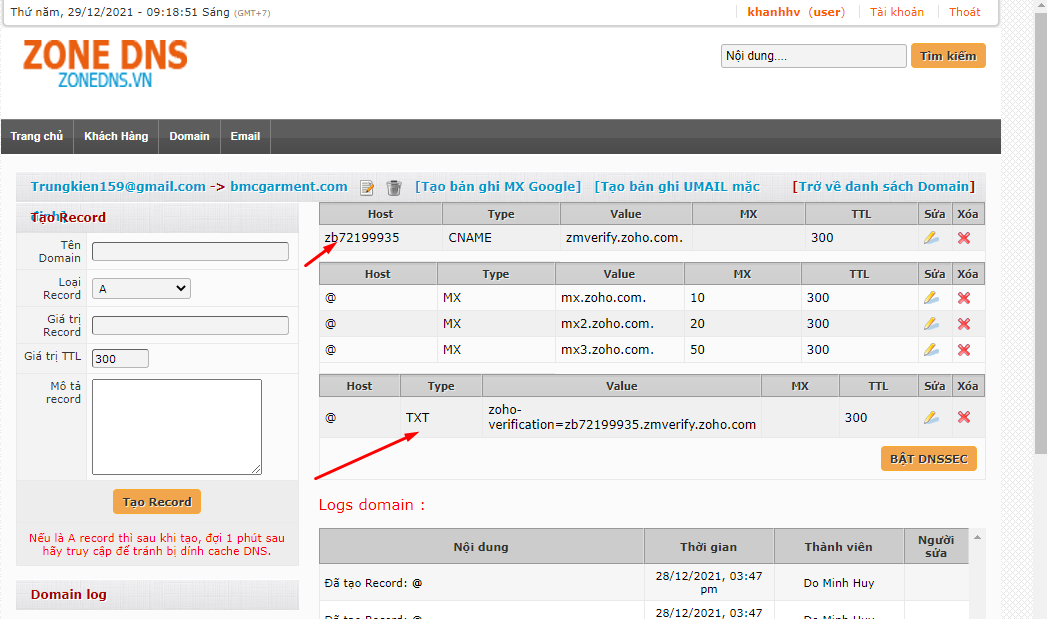 Thứ năm, 29/12/2021 - 09:18:51 Sáng (GMT+7)
khanhhv (user) Tài khoản Thoát
ZONE DNS
ZONEDNS.VN
Nội dung.... Tìm kiếm
Trang chủ Khách Hàng Domain Email
Trungkien159@gmail.com -> bmcgarment.com [Tạo bản ghi MX Google] [Tạo bản ghi UMAIL mặc [Trở về danh sách Domain]
Tạo Record
Tên Domain
Loại Record A
Giá trị Record
Giá trị TTL 300
Mô tả record
Tạo Record
Nếu là A record thì sau khi tạo, đợi 1 phút sau
hãy truy cập để tránh bị dính cache DNS.
Domain log
Host Type Value MX TTL Sửa Xóa
zb72199935 CNAME zmverify.zoho.com. 300
Host Type Value MX TTL Sửa Xóa
@ MX mx.zoho.com. 10 300
@ MX mx2.zoho.com. 20 300
@ MX mx3.zoho.com. 50 300
Host Type Value MX TTL Sửa Xóa
@ TXT zoho-verification=zb72199935.zmverify.zoho.com 300
BẬT DNSSEC
Logs domain :
Nội dung Thời gian Thành viên Người sửa
Đã tạo Record: @ 28/12/2021, 03:47 pm Do Minh Huy
Đã tạo Record: @ 28/12/2021, 03:47 Do Minh Huy